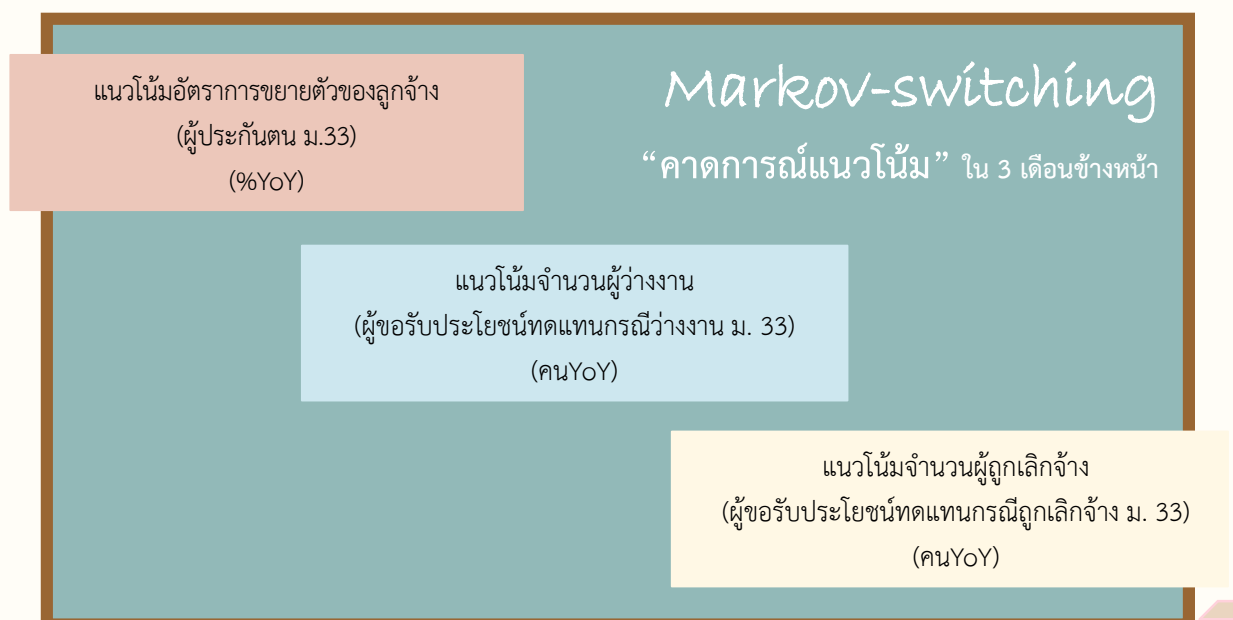 แนวโน้มอัตราการขยายตัวของลูกจ้าง
(ผู้ประกันตน ม.33)
(%YoY)
Markov-switching
“คาดการณ์แนวโน้ม” ใน 3 เดือนข้างหน้า
แนวโน้มจำนวนผู้ว่างงาน
(ผู้ขอรับประโยชน์ทดแทนกรณีว่างงาน ม. 33)
(คนYoY)
แนวโน้มจำนวนผู้ถูกเลิกจ้าง
(ผู้ขอรับประโยชน์ทดแทนกรณีถูกเลิกจ้าง ม. 33)
(คนYoY)